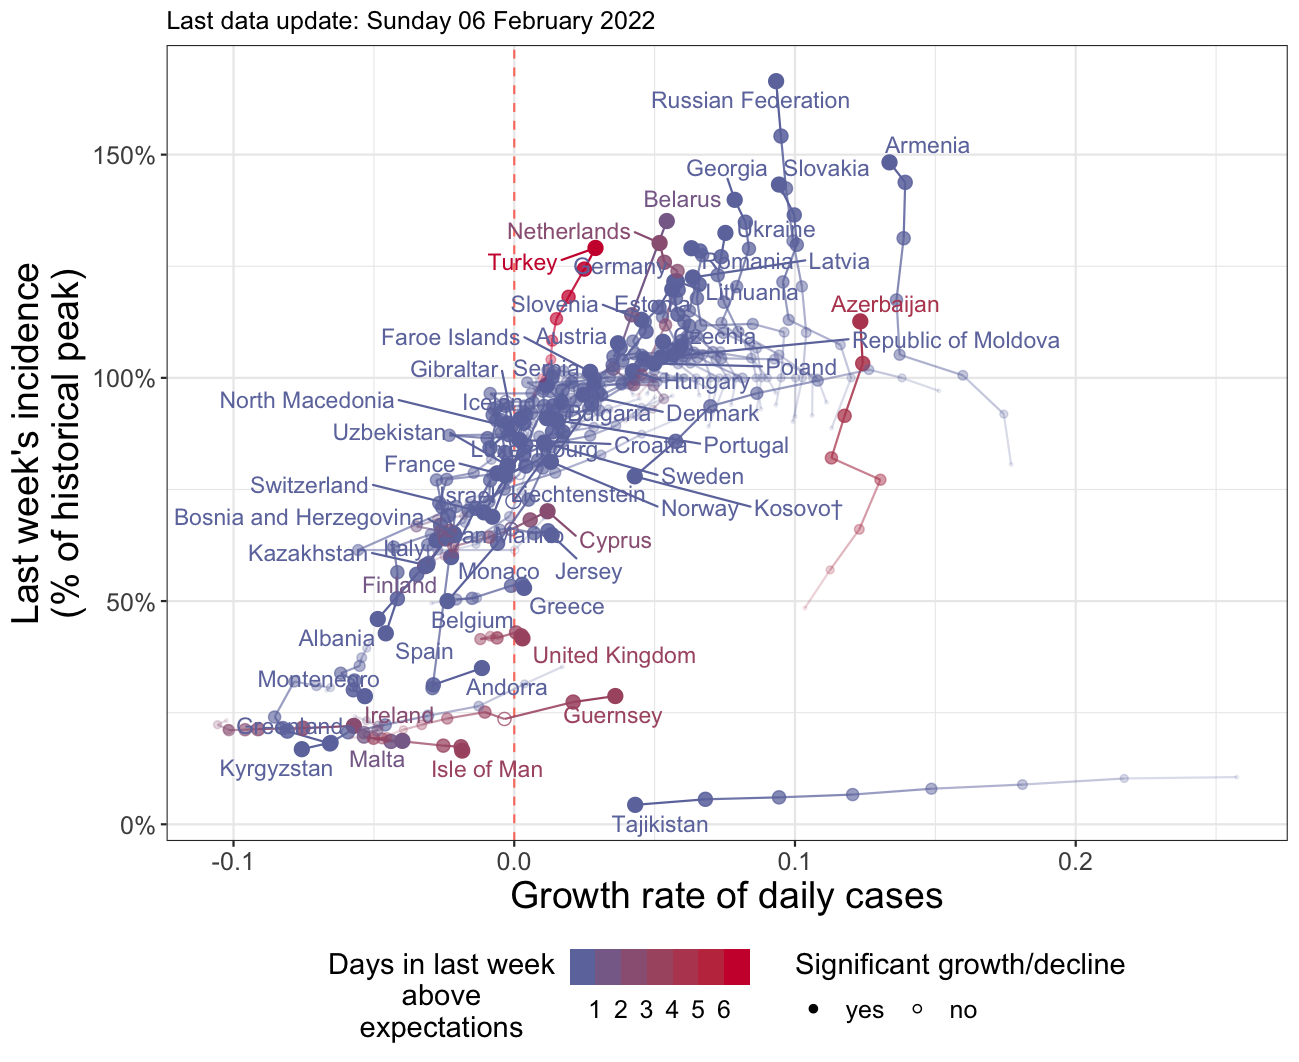 Last data update: Sunday 06 February 2022
Last week's incidence
(% of historical peak)
150%
100%
50%
0%
Russian Federation
Armenia
Georgia
Slovakia
Belarus
Netherlands
Ukraine
Turkey
Germany
Romania
Latvia
Lithuania
Slovenia
Estonia
Azerbaijan
Faroe Islands
Austria
Czechia
Republic of Moldova
Gibraltar
Serbia
Poland
Hungary
North Macedonia
Iceland
Bulgaria
Denmark
Uzbekistan
Luxembourg
Croatia
Portugal
France
Sweden
Switzerland
Israel
Liechtenstein
Norway
Kosovo†
Bosnia and Herzegovina
San Marino
Cyprus
Kazakhstan
Italy
Monaco
Jersey
Finland
Greece
Belgium
Albania
Spain
United Kingdom
Montenegro
Andorra
Ireland
Guernsey
Greenland
Malta
Kyrgyzstan
Isle of Man
Tajikistan
-0.1
0.0
0.1
0.2
Growth rate of daily cases
Days in last week
above
expectations
1 2 3 4 5 6
Significant growth/decline
yes
no